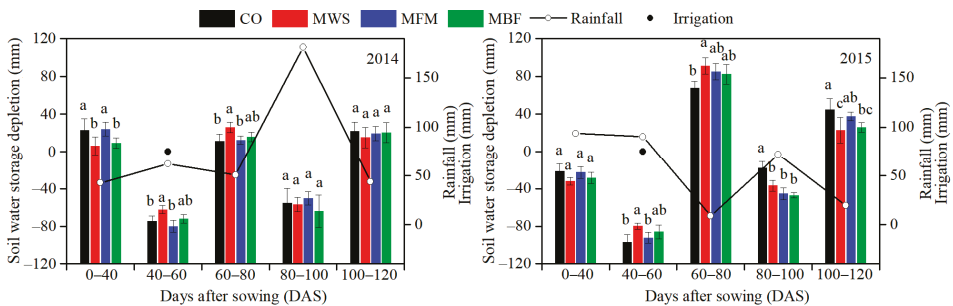 CO MWS MFM MBF Rainfall Irrigation
Soil water storage depletion (mm)
120
80
40
0
–40
–80
–120
2014
a b a b
b a b ab
b a b ab
a a a a
a a a a
150
100
50
0
Rainfall (mm)
Irrigation (mm)
0–40 40–60 60–80 80–100 100–120
Days after sowing (DAS)
Soil water storage depletion (mm)
120
80
40
0
–40
–80
–120
2015
a a a a
b a b ab
b a ab ab
a b b b
a c ab bc
150
100
50
0
Rainfall (mm)
Irrigation (mm)
0–40 40–60 60–80 80–100 100–120
Days after sowing (DAS)